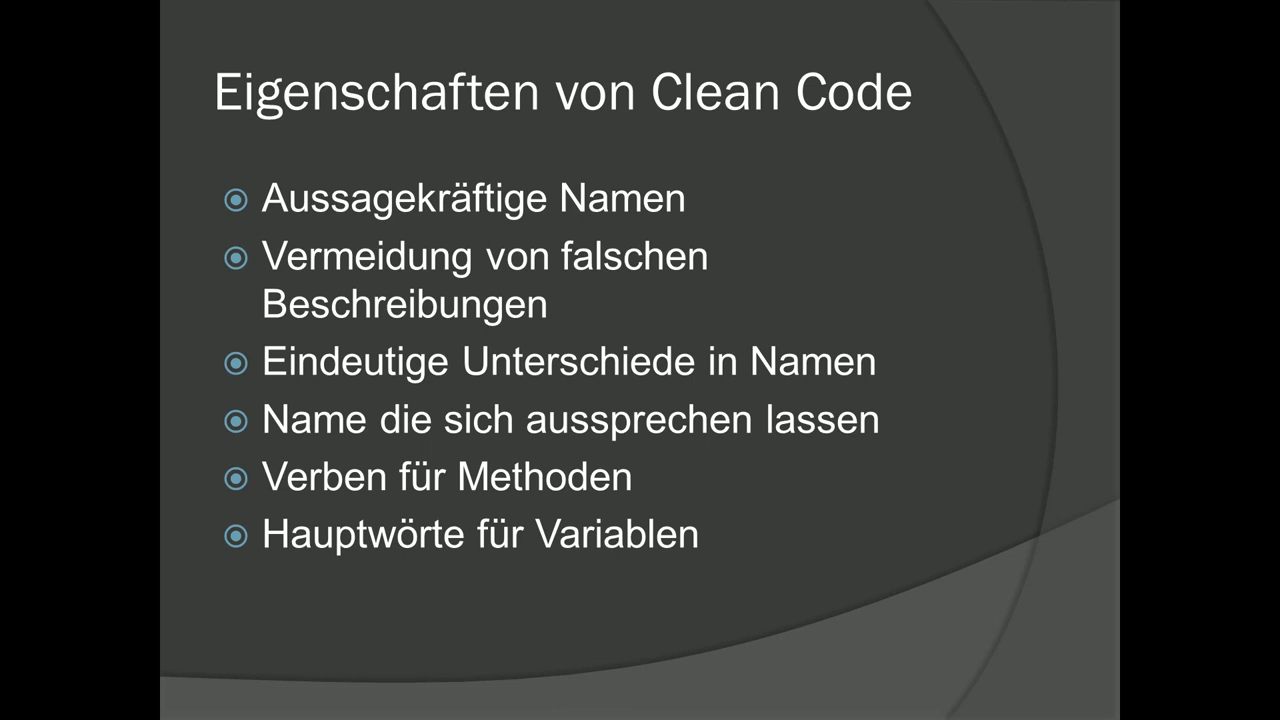 Eigenschaften von Clean Code
Aussagekräftige Namen
Vermeidung von falschen
Beschreibungen
Eindeutige Unterschiede in Namen
Name die sich aussprechen lassen
Verben für Methoden
Hauptwörte für Variablen